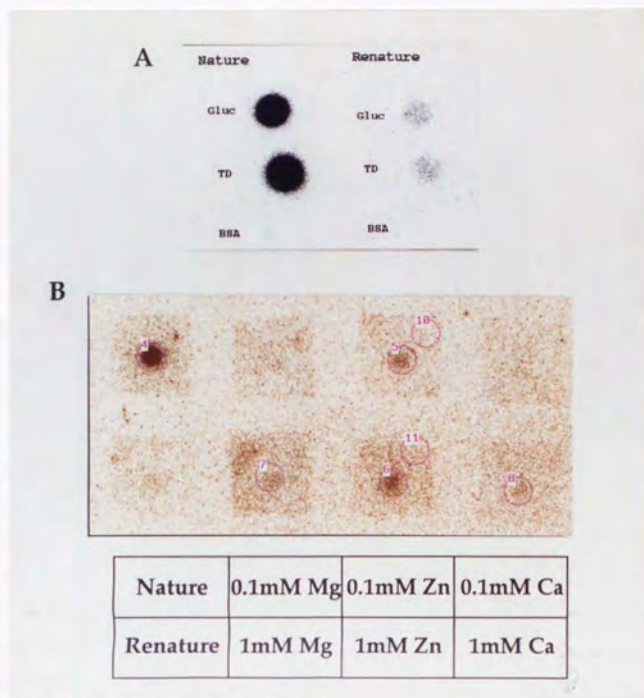 A
Nature Renature
Gluc Gluc
TD TD
BSA BSA
B
4 5 10
7 6 11 8
Nature 0.1mM Mg 0.1mM Zn 0.1mM Ca
Renature 1mM Mg 1mM Zn 1mM Ca